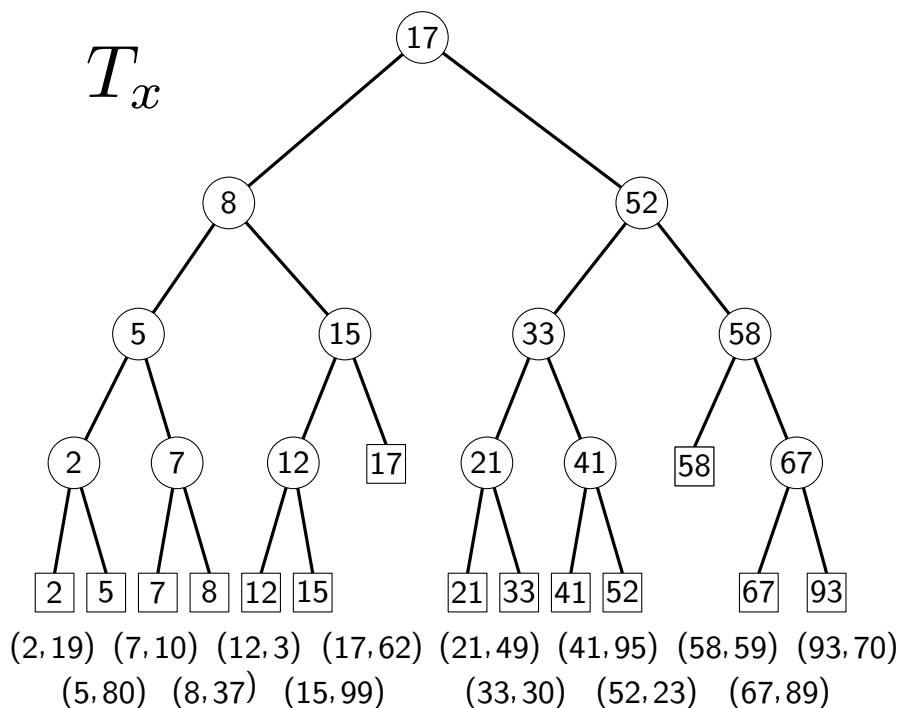 17
T_x
8 52
5 15 33 58
2 7 12 17 21 41 58 67
2 5 7 8 12 15 21 33 41 52 67 93
(2, 19) (7, 10) (12, 3) (17, 62) (21, 49) (41, 95) (58, 59) (93, 70)
(5, 80) (8, 37) (15, 99) (33, 30) (52, 23) (67, 89)